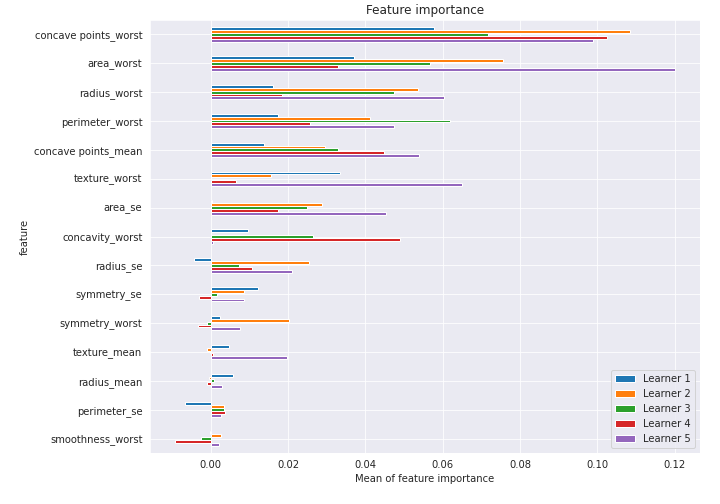 Feature importance
concave points_worst
area_worst
radius_worst
perimeter_worst
concave points_mean
texture_worst
area_se
concavity_worst
radius_se
symmetry_se
symmetry_worst
texture_mean
radius_mean
perimeter_se
smoothness_worst
feature
0.00 0.02 0.04 0.06 0.08 0.10 0.12
Mean of feature importance
Learner 1
Learner 2
Learner 3
Learner 4
Learner 5